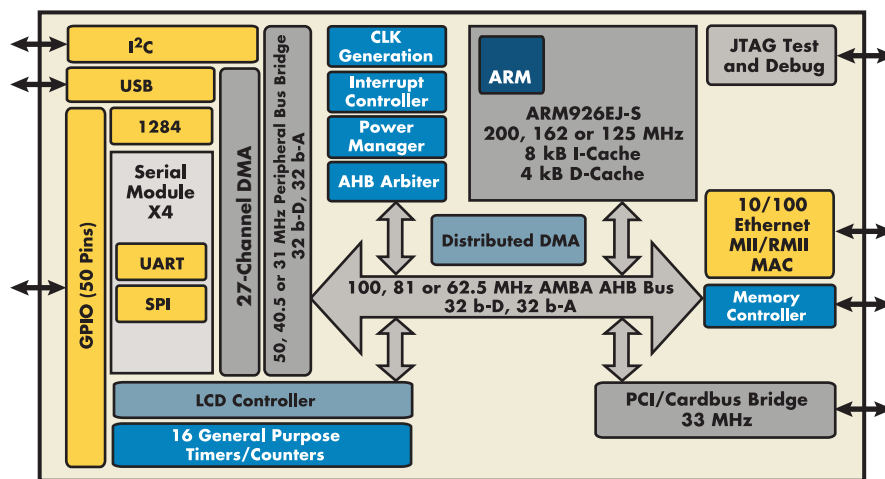 I²C
USB
1284
Serial
Module
X4
UART
SPI
GPIO (50 Pins)
27-Channel DMA
50, 40.5 or 31 MHz Peripheral Bus Bridge
32 b-D, 32 b-A
CLK
Generation
Interrupt
Controller
Power
Manager
AHB Arbiter
ARM
ARM926EJ-S
200, 162 or 125 MHz
8 kB I-Cache
4 kB D-Cache
JTAG Test
and Debug
Distributed DMA
10/100
Ethernet
MII/RMII
MAC
100, 81 or 62.5 MHz AMBA AHB Bus
32 b-D, 32 b-A
Memory
Controller
LCD Controller
16 General Purpose
Timers/Counters
PCI/Cardbus Bridge
33 MHz